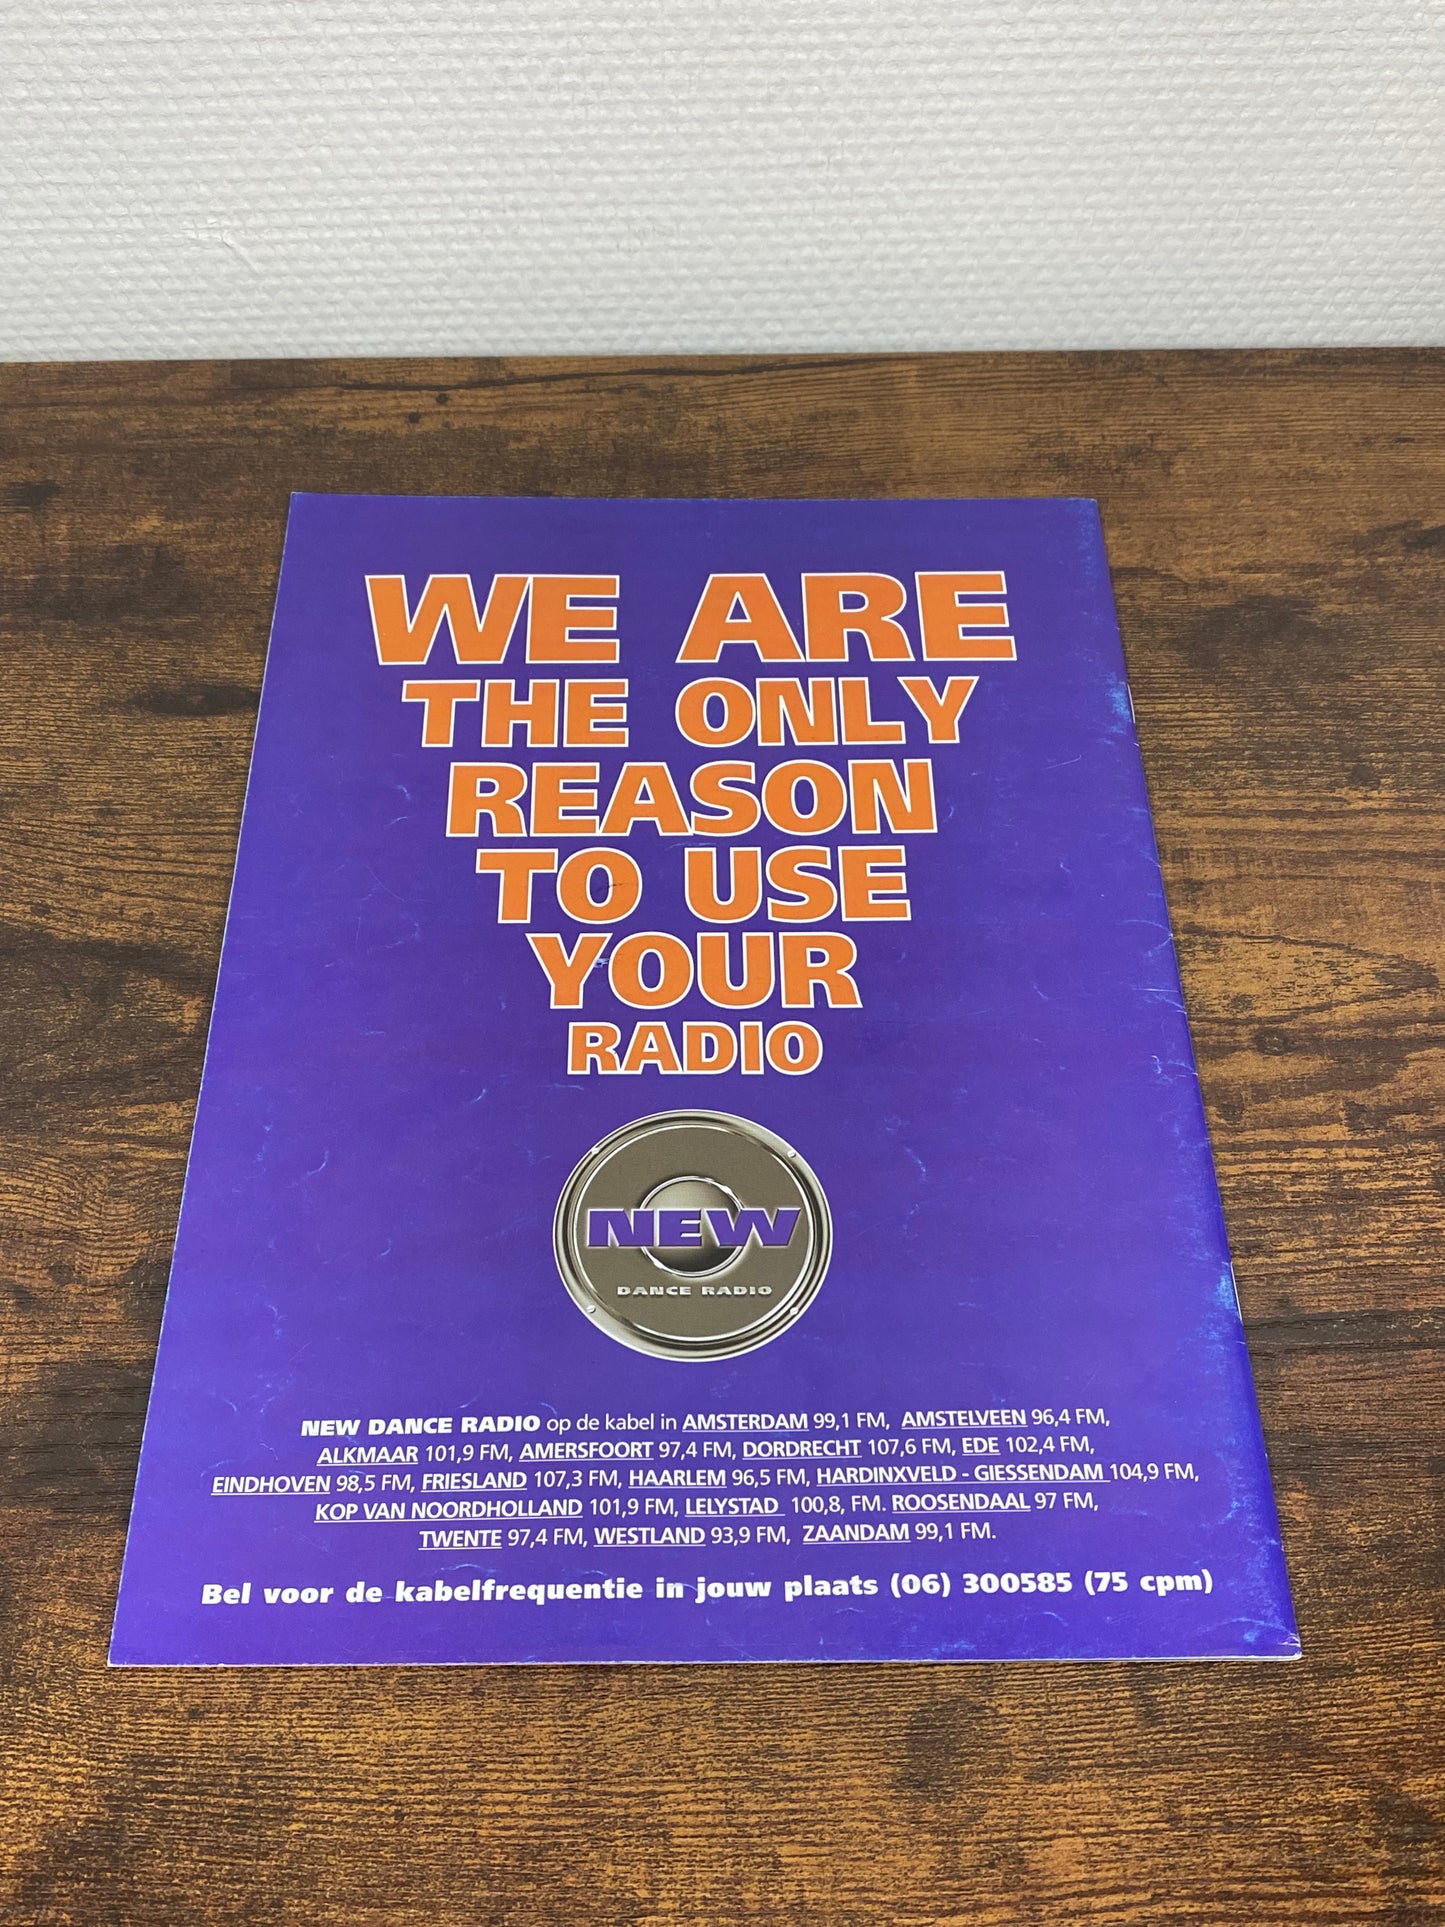 WE ARE
THE ONLY
REASON
TO USE
YOUR
RADIO
NEW
DANCE RADIO
NEW DANCE RADIO op de kabel in AMSTERDAM 99,1 FM, AMSTELVEEN 96,4 FM,
ALKMAAR 101,9 FM, AMERSFOORT 97,4 FM, DORDRECHT 107,6 FM, EDE 102,4 FM,
EINDHOVEN 98,5 FM, FRIESLAND 107,3 FM, HAARLEM 96,5 FM, HARDINXVELD - GIESSENDAM 104,9 FM,
KOP VAN NOORDHOLLAND 101,9 FM, LELYSTAD 100,8, FM. ROOSENDAAL 97 FM,
TWENTE 97,4 FM, WESTLAND 93,9 FM, ZAANDAM 99,1 FM.
Bel voor de kabelfrequentie in jouw plaats (06) 300585 (75 cpm)